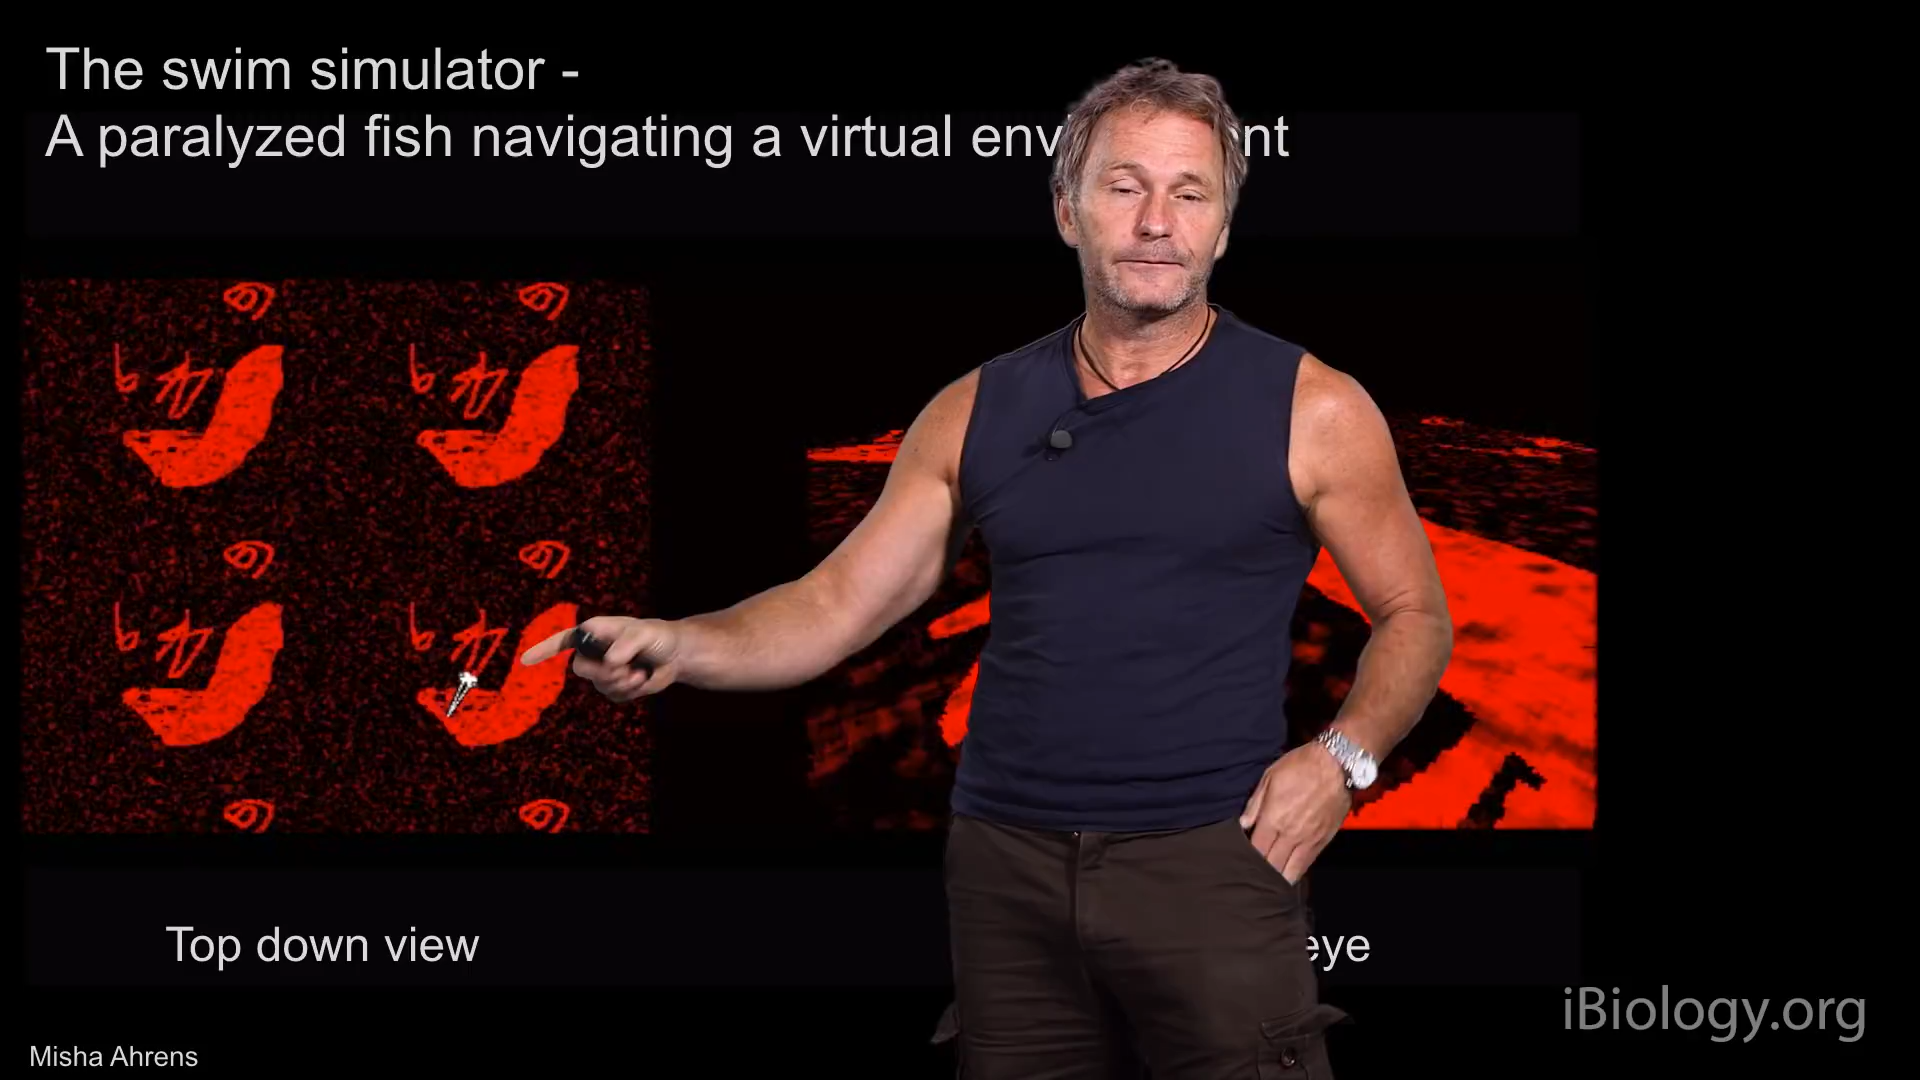 The swim simulator -
A paralyzed fish navigating a virtual env nt
Top down view
eye
iBiology.org
Misha Ahrens